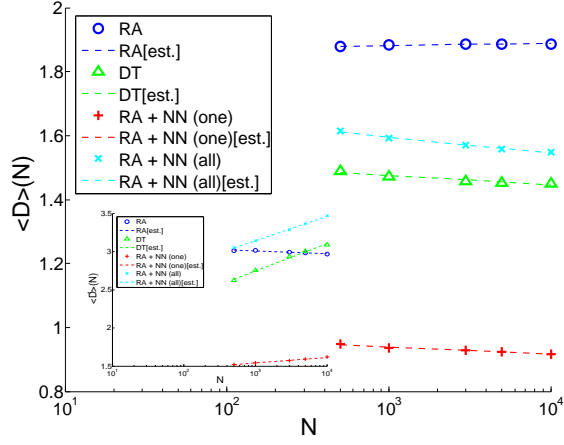 2
1.8
1.6
1.4
1.2
1
0.8
<D>(N)
RA
RA[est.]
DT
DT[est.]
RA + NN (one)
RA + NN (one)[est.]
RA + NN (all)
RA + NN (all)[est.]
3.5
3
2.5
2
1.5
<D>(N)
RA
RA[est.]
DT
DT[est.]
RA + NN (one)
RA + NN (one)[est.]
RA + NN (all)
RA + NN (all)[est.]
10^1 10^2 10^3 10^4
N
10^1 10^2 10^3 10^4
N